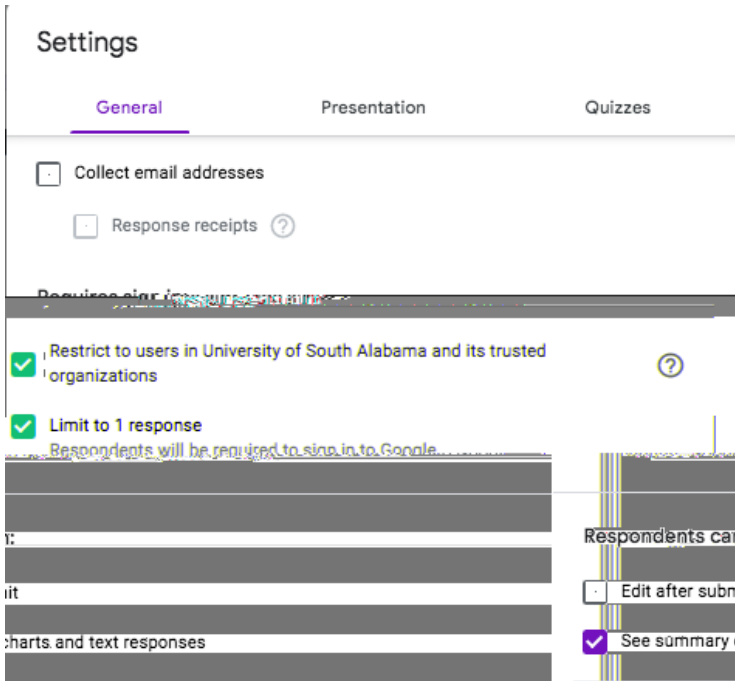 Settings
General Presentation Quizzes
Collect email addresses
Response receipts ?
Requires sign
Restrict to users in University of South Alabama and its trusted
organizations ?
Limit to 1 response
Respondents will be required to sign in to Google.
Respondents can
Edit after subm
See summary
charts and text responses